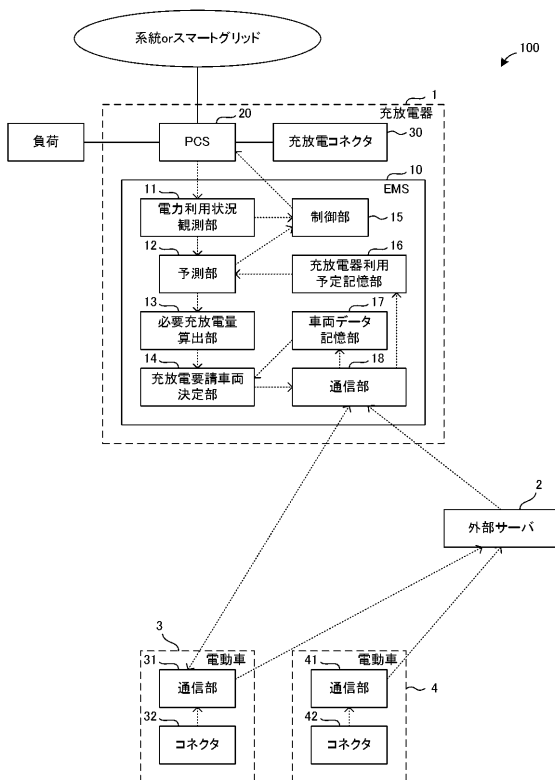 系統orスマートグリッド
100
1
充放電器
20
負荷
PCS
充放電コネクタ
30
10
EMS
11
電力利用状況
観測部
制御部
15
12
予測部
16
充放電器利用
予定記憶部
13
必要充放電量
算出部
17
車両データ
記憶部
14
充放電要請車両
決定部
18
通信部
2
外部サーバ
3
電動車
31
通信部
32
コネクタ
電動車
41
通信部
4
42
コネクタ